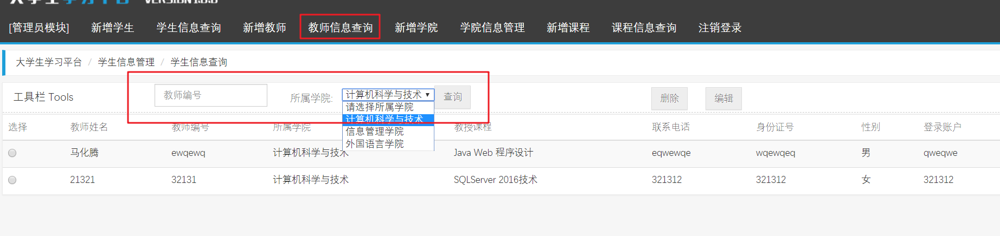 大学生学习平台 VERSION1.0.0
[管理员模块] 新增学生 学生信息查询 新增教师 教师信息查询 新增学院 学院信息管理 新增课程 课程信息查询 注销登录
大学生学习平台 / 学生信息管理 / 学生信息查询
工具栏 Tools 教师编号 所属学院: 计算机科学与技术 查询 删除 编辑
请选择所属学院
计算机科学与技术
信息管理学院
外国语言学院
选择 教师姓名 教师编号 所属学院 教授课程 联系电话 身份证号 性别 登录账户
马化腾 ewqewq 计算机科学与技术 Java Web 程序设计 eqwewqe wqewqeq 男 qweqwe
21321 32131 计算机科学与技术 SQLServer 2016技术 321312 321312 女 321312